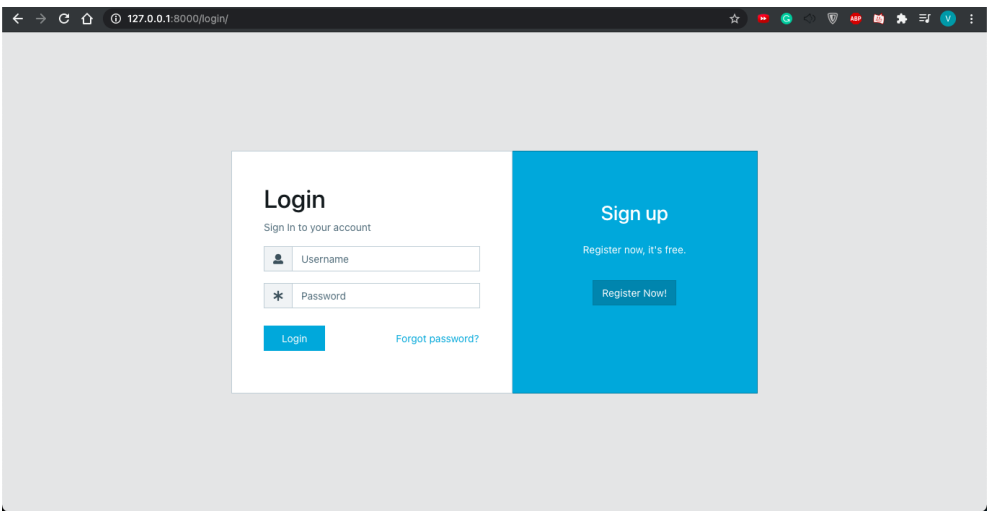 127.0.0.1:8000/login/
Login
Sign In to your account
Username
Password
Login
Forgot password?
Sign up
Register now, it's free.
Register Now!
G
ABP
V